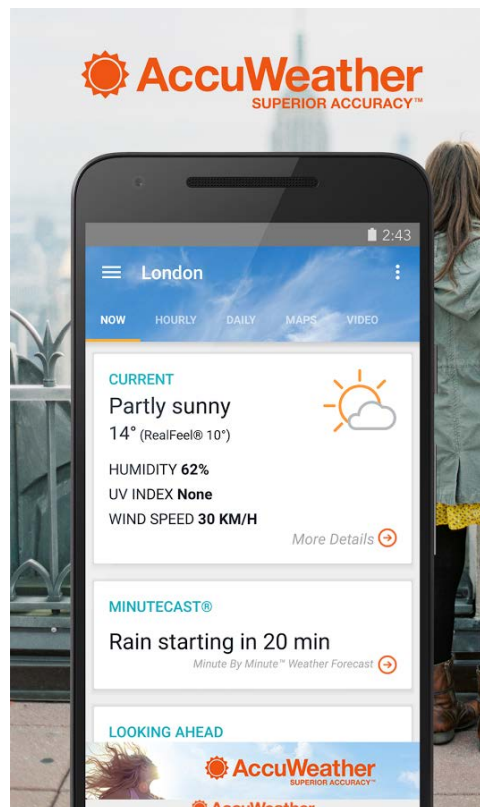 AccuWeather
SUPERIOR ACCURACY™
2:43
London
NOW HOURLY DAILY MAPS VIDEO
CURRENT
Partly sunny
14° (RealFeel® 10°)
HUMIDITY 62%
UV INDEX None
WIND SPEED 30 KM/H
More Details
MINUTECAST®
Rain starting in 20 min
Minute By Minute™ Weather Forecast
LOOKING AHEAD
AccuWeather
SUPERIOR ACCURACY™
AccuWeather